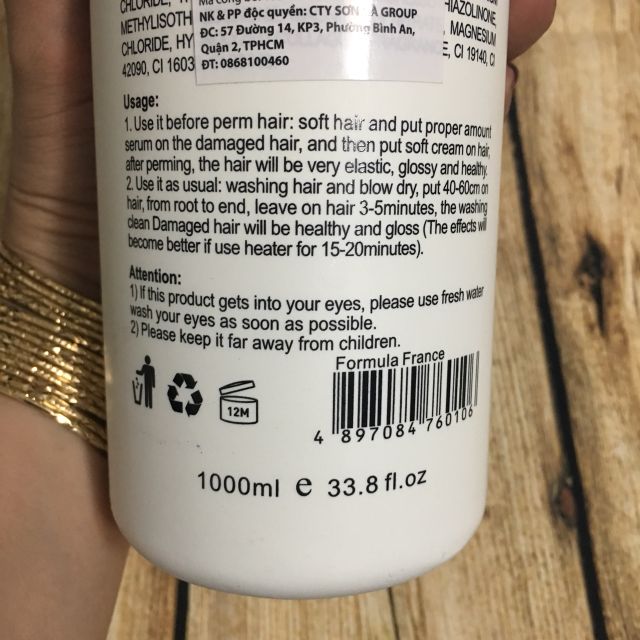 CHLORIDE,
METHYLISOTH
CHLORIDE, HY
42090, CI 1603
NK & PP độc quyền: CTY SƠN HÀ GROUP
ĐC: 57 Đường 14, KP3, Phường Bình An,
Quận 2, TPHCM
ĐT: 0868100460
HIAZOLINONE,
MAGNESIUM
E, CI 19140, CI
Usage:
1. Use it before perm hair: soft hair and put proper amount
serum on the damaged hair, and then put soft cream on hair,
after perming, the hair will be very elastic, glossy and healthy.
2. Use it as usual: washing hair and blow dry, put 40-60cm on
hair, from root to end, leave on hair 3-5minutes, the washing
clean Damaged hair will be healthy and gloss (The effects will
become better if use heater for 15-20minutes).
Attention:
1) If this product gets into your eyes, please use fresh water
wash your eyes as soon as possible.
2) Please keep it far away from children.
12M
Formula France
4 897084 760106
1000ml e 33.8 fl.oz